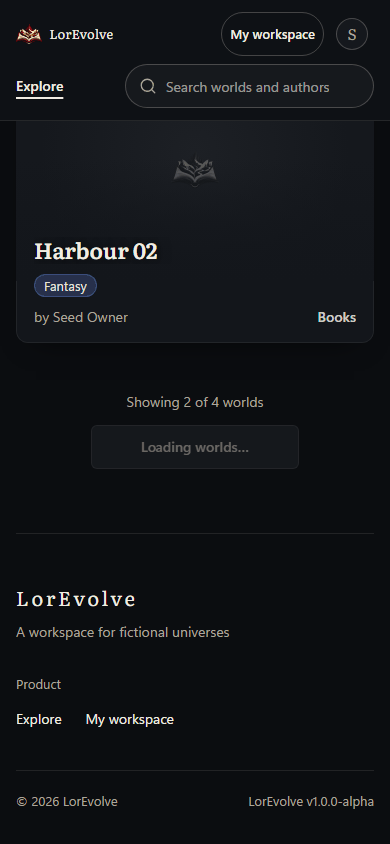 LorEvolve
My workspace
S
Explore
Search worlds and authors
Harbour 02
Fantasy
by Seed Owner
Books
Showing 2 of 4 worlds
Loading worlds...
LorEvolve
A workspace for fictional universes
Product
Explore
My workspace
© 2026 LorEvolve
LorEvolve v1.0.0-alpha